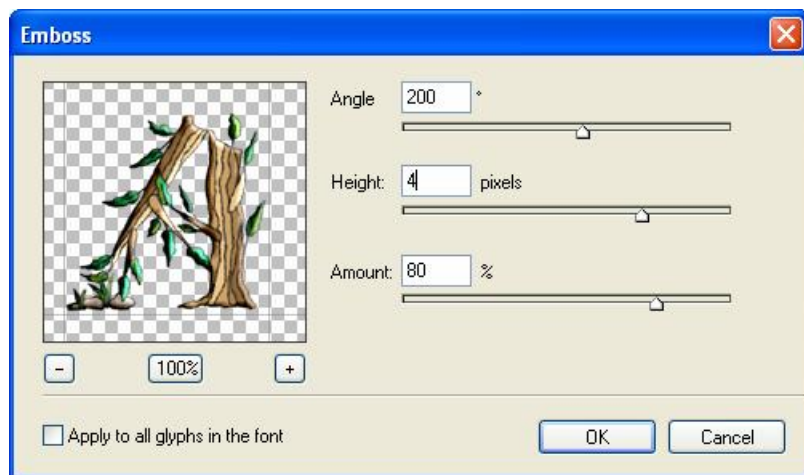 Emboss
Angle 200 °
Height: 4 pixels
Amount: 80 %
- 100% +
Apply to all glyphs in the font
OK Cancel